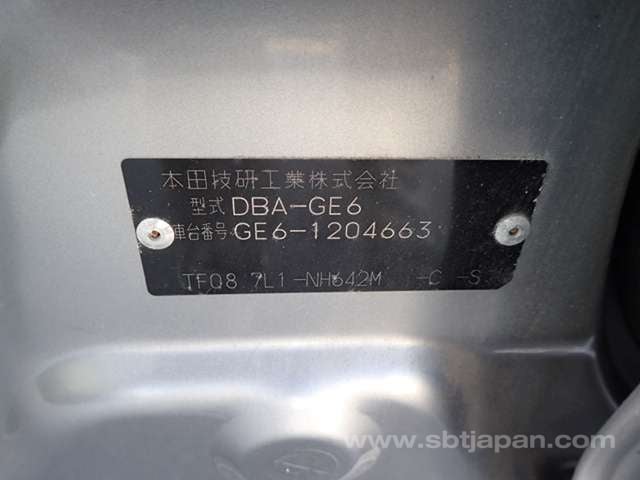 本田技研工業株式会社
型式 DBA-GE6
車台番号 GE6-1204663
TF08 7L1-NH642M -C -S
www.sbtjapan.com